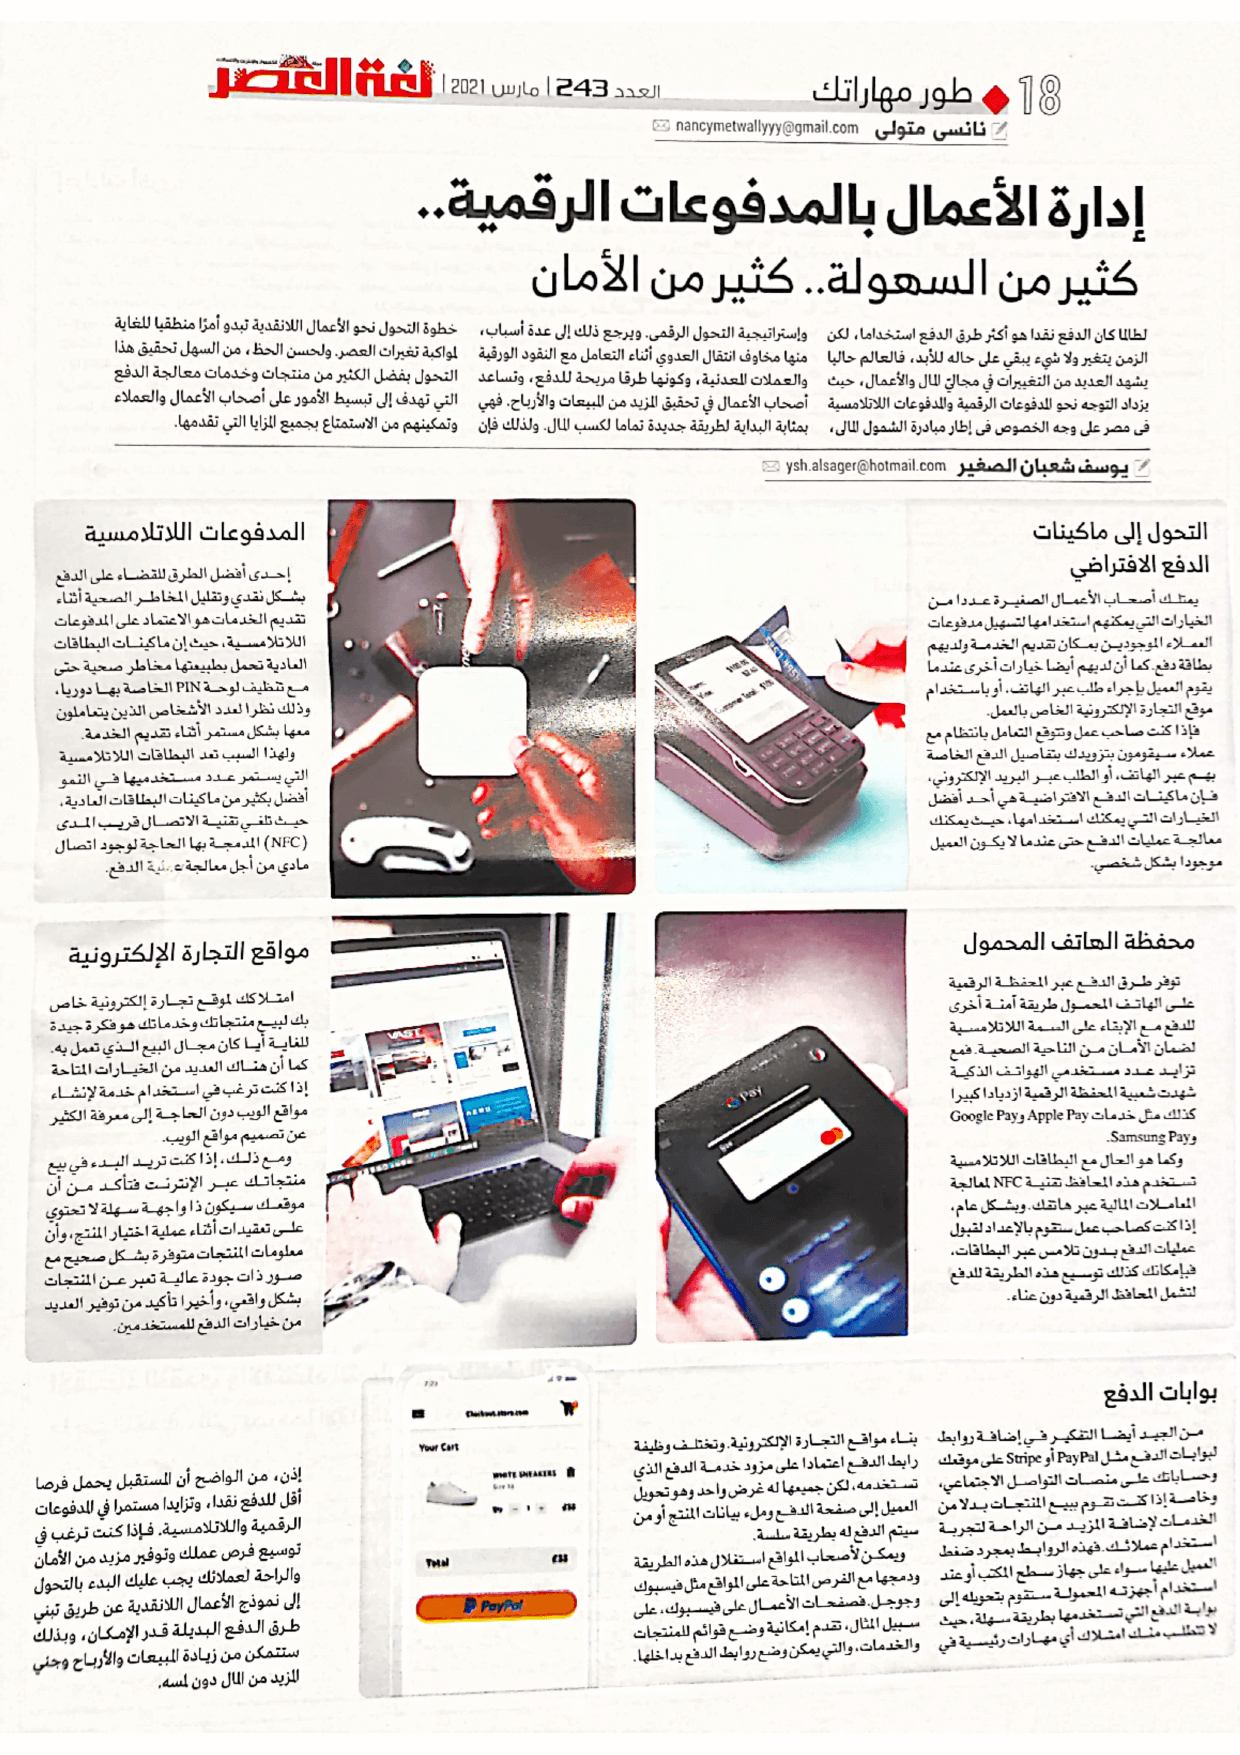 18
طور مهاراتك
العدد 243 | مارس 2021 |
لغة العصر
نانسى متولى nancymetwallyyy@gmail.com
إدارة الأعمال بالمدفوعات الرقمية..
كثير من السهولة.. كثير من الأمان
لطالما كان الدفع نقدا هو أكثر طرق الدفع استخداما، لكن
الزمن يتغير ولا شيء يبقي على حاله للأبد، فالعالم حاليا
يشهد العديد من التغييرات في مجاليّ المال والأعمال، حيث
يزداد التوجه نحو المدفوعات الرقمية والمدفوعات اللاتلامسية
فى مصر على وجه الخصوص فى إطار مبادرة الشمول المالى،
وإستراتيجية التحول الرقمي. ويرجع ذلك إلى عدة أسباب،
منها مخاوف انتقال العدوي أثناء التعامل مع النقود الورقية
والعملات المعدنية، وكونها طرقا مريحة للدفع، وتساعد
أصحاب الأعمال في تحقيق المزيد من المبيعات والأرباح. فهي
بمثابة البداية لطريقة جديدة تماما لكسب المال. ولذلك فإن
خطوة التحول نحو الأعمال اللانقدية تبدو أمرًا منطقيا للغاية
لمواكبة تغيرات العصر. ولحسن الحظ، من السهل تحقيق هذا
التحول بفضل الكثير من منتجات وخدمات معالجة الدفع
التي تهدف إلى تبسيط الأمور على أصحاب الأعمال والعملاء
وتمكينهم من الاستمتاع بجميع المزايا التي تقدمها.
يوسف شعبان الصغير ysh.alsager@hotmail.com
التحول إلى ماكينات
الدفع الافتراضي
يمتلك أصحاب الأعمال الصغيرة عددا من
الخيارات التي يمكنهم استخدامها لتسهيل مدفوعات
العملاء الموجودين بمكان تقديم الخدمة ولديهم
بطاقة دفع. كما أن لديهم أيضا خيارات أخرى عندما
يقوم العميل بإجراء طلب عبر الهاتف، أو باستخدام
موقع التجارة الإلكترونية الخاص بالعمل.
فإذا كنت صاحب عمل وتتوقع التعامل بانتظام مع
عملاء سيقومون بتزويدك بتفاصيل الدفع الخاصة
بهم عبر الهاتف، أو الطلب عبر البريد الإلكتروني،
فإن ماكينات الدفع الافتراضية هي أحد أفضل
الخيارات التي يمكنك استخدامها، حيث يمكنك
معالجة عمليات الدفع حتى عندما لا يكون العميل
موجودا بشكل شخصي.
المدفوعات اللاتلامسية
إحدى أفضل الطرق للقضاء على الدفع
بشكل نقدي وتقليل المخاطر الصحية أثناء
تقديم الخدمات هو الاعتماد على المدفوعات
اللاتلامسية، حيث إن ماكينات البطاقات
العادية تحمل بطبيعتها مخاطر صحية حتى
مع تنظيف لوحة PIN الخاصة بها دوريا،
وذلك نظرا لعدد الأشخاص الذين يتعاملون
معها بشكل مستمر أثناء تقديم الخدمة.
ولهذا السبب تعد البطاقات اللاتلامسية
التي يستمر عدد مستخدميها في النمو
أفضل بكثير من ماكينات البطاقات العادية،
حيث تلغي تقنية الاتصال قريب المدى
(NFC) المدمجة بها الحاجة لوجود اتصال
مادي من أجل معالجة عملية الدفع.
محفظة الهاتف المحمول
توفر طرق الدفع عبر المحفظة الرقمية
على الهاتف المحمول طريقة آمنة أخرى
للدفع مع الإبقاء على السمة اللاتلامسية
لضمان الأمان من الناحية الصحية. فمع
تزايد عدد مستخدمي الهواتف الذكية
شهدت شعبية المحفظة الرقمية ازديادا كبيرا
كذلك مثل خدمات Apple Pay وGoogle Pay
وSamsung Pay.
وكما هو الحال مع البطاقات اللاتلامسية
تستخدم هذه المحافظ تقنية NFC لمعالجة
المعاملات المالية عبر هاتفك. وبشكل عام،
إذا كنت كصاحب عمل ستقوم بالإعداد لقبول
عمليات الدفع بدون تلامس عبر البطاقات،
فبإمكانك كذلك توسيع هذه الطريقة للدفع
لتشمل المحافظ الرقمية دون عناء.
Pay
مواقع التجارة الإلكترونية
امتلاكك لموقع تجارة إلكترونية خاص
بك لبيع منتجاتك وخدماتك هو فكرة جيدة
للغاية أيا كان مجال البيع الذي تعمل به.
كما أن هناك العديد من الخيارات المتاحة
إذا كنت ترغب في استخدام خدمة لإنشاء
مواقع الويب دون الحاجة إلى معرفة الكثير
عن تصميم مواقع الويب.
ومع ذلك، إذا كنت تريد البدء في بيع
منتجاتك عبر الإنترنت فتأكد من أن
موقعك سيكون ذا واجهة سهلة لا تحتوي
على تعقيدات أثناء عملية اختيار المنتج، وأن
معلومات المنتجات متوفرة بشكل صحيح مع
صور ذات جودة عالية تعبر عن المنتجات
بشكل واقعي، وأخيرا تأكيد من توفير العديد
من خيارات الدفع للمستخدمين.
بوابات الدفع
من الجيد أيضا التفكير في إضافة روابط
لبوابات الدفع مثل PayPal أو Stripe على موقعك
وحساباتك على منصات التواصل الاجتماعي،
وخاصة إذا كنت تقوم ببيع المنتجات بدلا من
الخدمات لإضافة المزيد من الراحة لتجربة
استخدام عملائك. فهذه الروابط بمجرد ضغط
العميل عليها سواء على جهاز سطح المكتب أو عند
استخدام أجهزته المحمولة ستقوم بتحويله إلى
بوابة الدفع التي تستخدمها بطريقة سهلة، حيث
لا تتطلب منك امتلاك أي مهارات رئيسية في
بناء مواقع التجارة الإلكترونية. وتختلف وظيفة
رابط الدفع اعتمادا على مزود خدمة الدفع الذي
تستخدمه، لكن جميعها له غرض واحد وهو تحويل
العميل إلى صفحة الدفع وملء بيانات المنتج أو من
سيتم الدفع له بطريقة سلسة.
ويمكن لأصحاب المواقع استغلال هذه الطريقة
ودمجها مع الفرص المتاحة على المواقع مثل فيسبوك
وجوجل. فصفحات الأعمال على فيسبوك، على
سبيل المثال، تقدم إمكانية وضع قوائم للمنتجات
والخدمات، والتي يمكن وضع روابط الدفع بداخلها.
7:23
Checkout.store.com
Your Cart
WHITE SNEAKERS
Qty - 1 + £33
Total £33
PayPal
إذن، من الواضح أن المستقبل يحمل فرصا
أقل للدفع نقدا، وتزايدا مستمرا في المدفوعات
الرقمية واللاتلامسية. فإذا كنت ترغب في
توسيع فرص عملك وتوفير مزيد من الأمان
والراحة لعملائك يجب عليك البدء بالتحول
إلى نموذج الأعمال اللانقدية عن طريق تبني
طرق الدفع البديلة قدر الإمكان، وبذلك
ستتمكن من زيادة المبيعات والأرباح وجني
المزيد من المال دون لمسه.